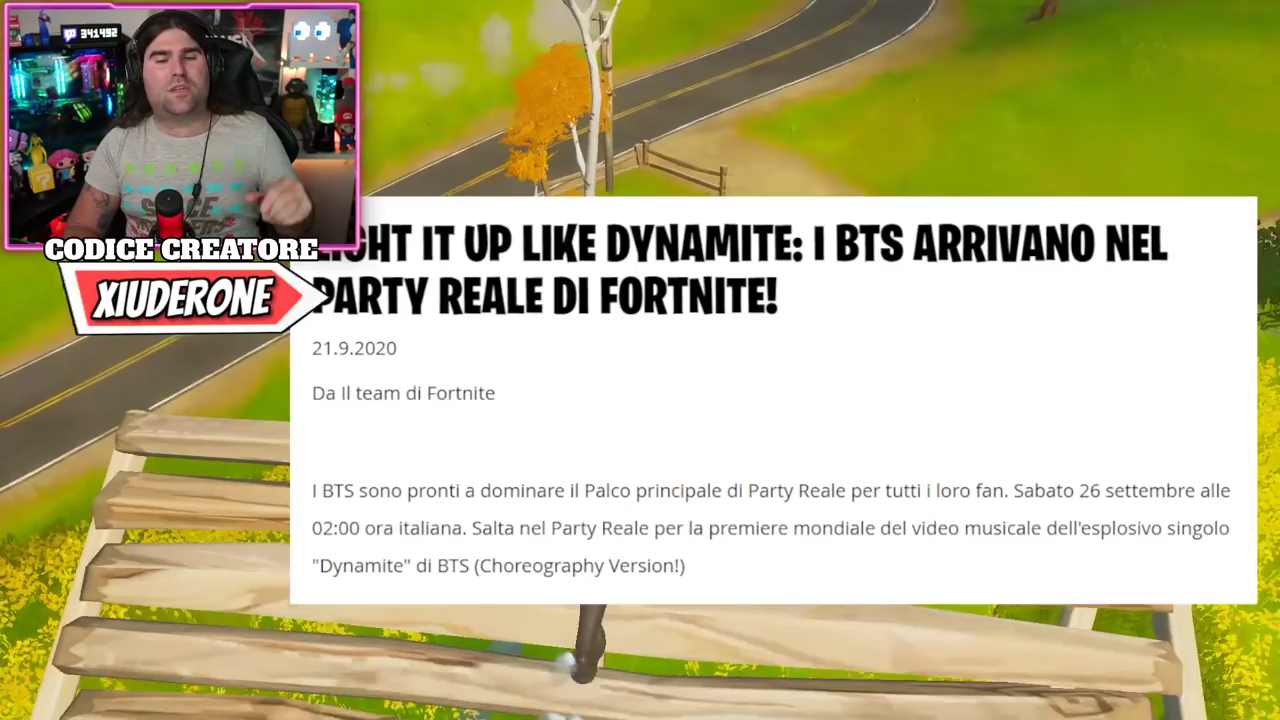 341492
CODICE CREATORE
XIUDERONE
LIGHT IT UP LIKE DYNAMITE: I BTS ARRIVANO NEL
PARTY REALE DI FORTNITE!
21.9.2020
Da Il team di Fortnite
I BTS sono pronti a dominare il Palco principale di Party Reale per tutti i loro fan. Sabato 26 settembre alle
02:00 ora italiana. Salta nel Party Reale per la premiere mondiale del video musicale dell'esplosivo singolo
"Dynamite" di BTS (Choreography Version!)